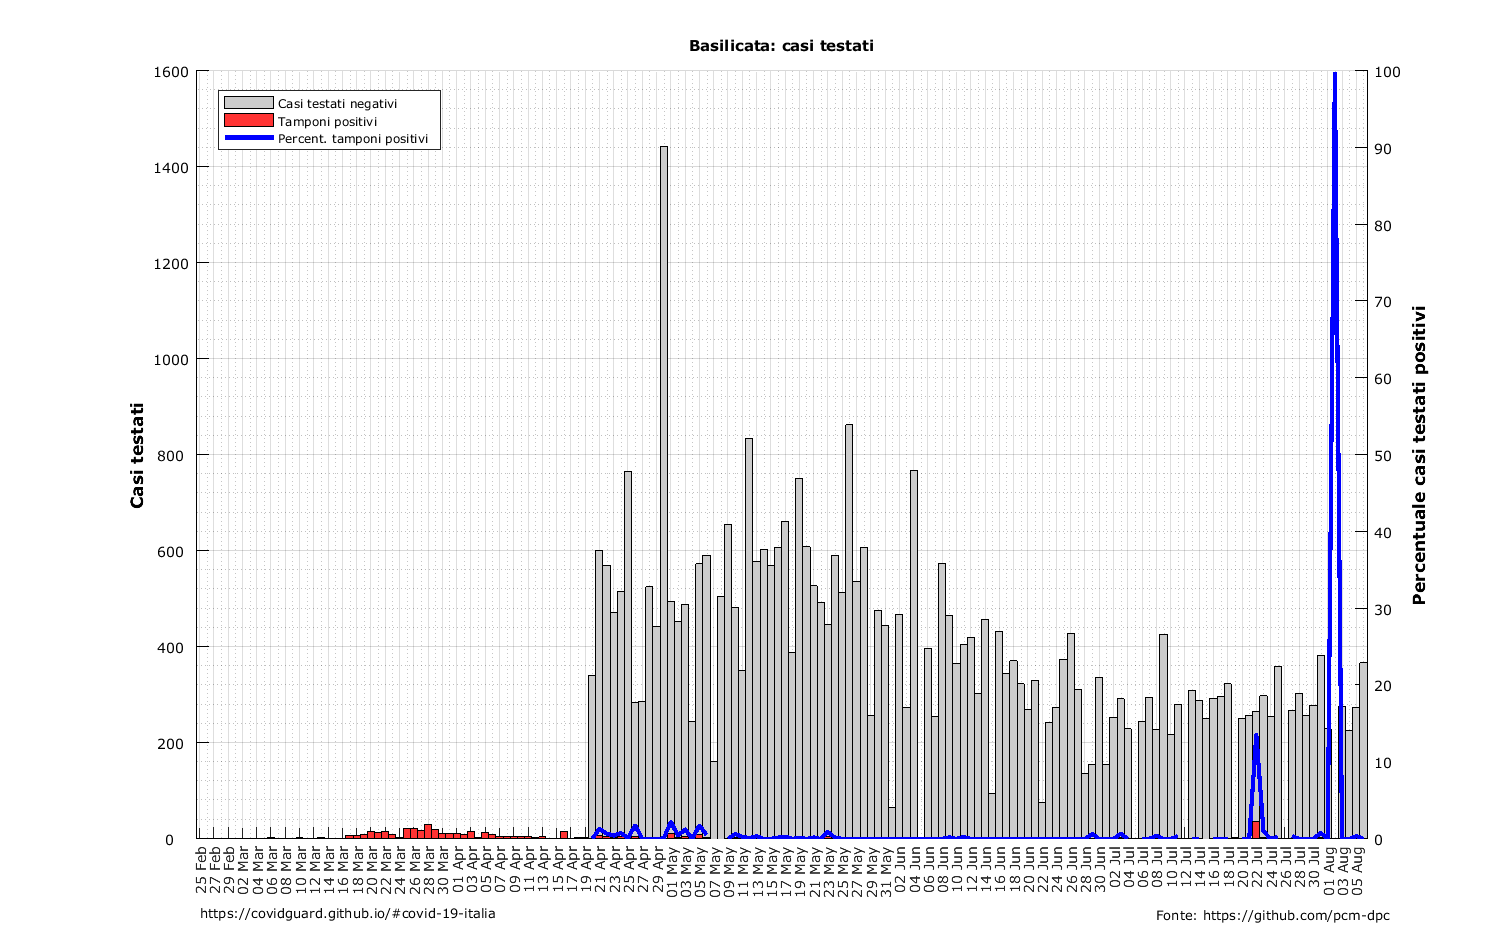 Basilicata: casi testati
Casi testati negativi
Tamponi positivi
Percent. tamponi positivi
Casi testati
1600
1400
1200
1000
800
600
400
200
0
Percentuale casi testati positivi
100
90
80
70
60
50
40
30
20
10
0
25 Feb
27 Feb
29 Feb
02 Mar
04 Mar
06 Mar
08 Mar
10 Mar
12 Mar
14 Mar
16 Mar
18 Mar
20 Mar
22 Mar
24 Mar
26 Mar
28 Mar
30 Mar
01 Apr
03 Apr
05 Apr
07 Apr
09 Apr
11 Apr
13 Apr
15 Apr
17 Apr
19 Apr
21 Apr
23 Apr
25 Apr
27 Apr
29 Apr
01 May
03 May
05 May
07 May
09 May
11 May
13 May
15 May
17 May
19 May
21 May
23 May
25 May
27 May
29 May
31 May
02 Jun
04 Jun
06 Jun
08 Jun
10 Jun
12 Jun
14 Jun
16 Jun
18 Jun
20 Jun
22 Jun
24 Jun
26 Jun
28 Jun
30 Jun
02 Jul
04 Jul
06 Jul
08 Jul
10 Jul
12 Jul
14 Jul
16 Jul
18 Jul
20 Jul
22 Jul
24 Jul
26 Jul
28 Jul
30 Jul
01 Aug
03 Aug
05 Aug
https://covidguard.github.io/#covid-19-italia
Fonte: https://github.com/pcm-dpc